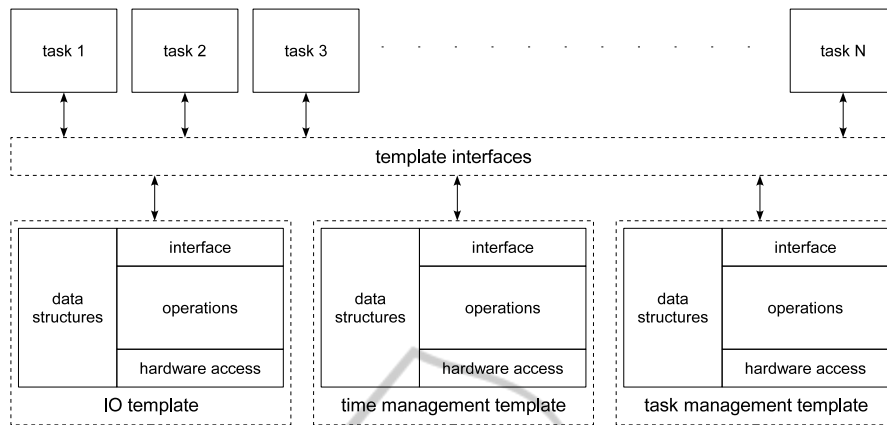 task 1
task 2
task 3
task N
template interfaces
interface
data
structures
operations
hardware access
IO template
interface
data
structures
operations
hardware access
time management template
interface
data
structures
operations
hardware access
task management template